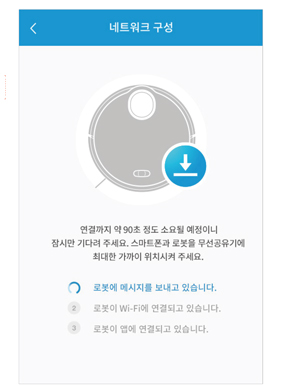 네트워크 구성
연결까지 약 90초 정도 소요될 예정이니
잠시만 기다려 주세요. 스마트폰과 로봇을 무선공유기에
최대한 가까이 위치시켜 주세요.
로봇에 메시지를 보내고 있습니다.
2 로봇이 Wi-Fi에 연결되고 있습니다.
3 로봇이 앱에 연결되고 있습니다.